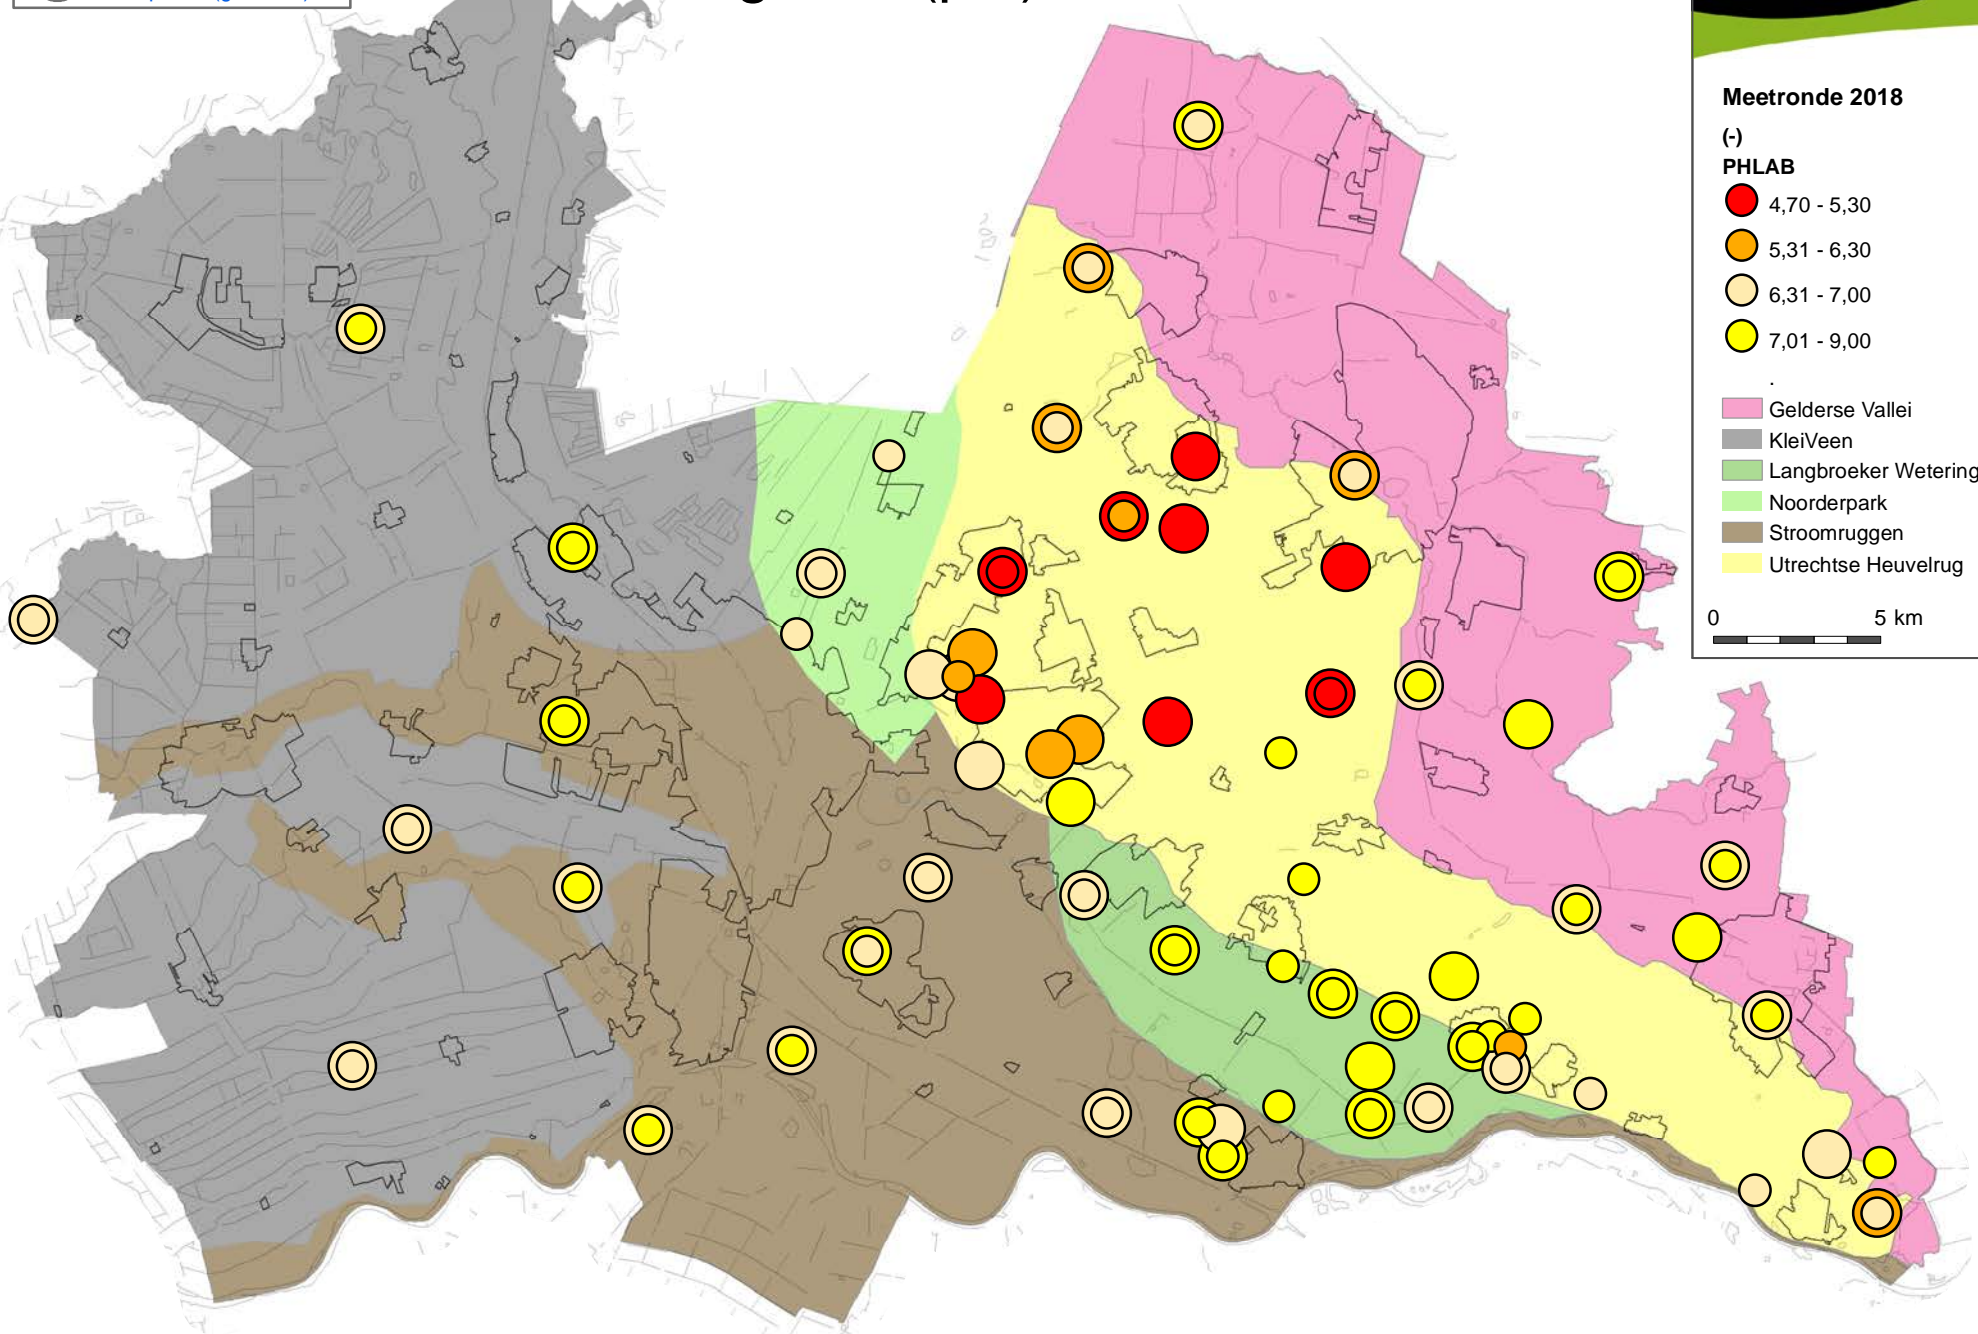 Meetronde 2018
(-)
PHLAB
4,70 - 5,30
5,31 - 6,30
6,31 - 7,00
7,01 - 9,00
.
Gelderse Vallei
KleiVeen
Langbroeker Wetering
Noorderpark
Stroomruggen
Utrechtse Heuvelrug
0 5 km